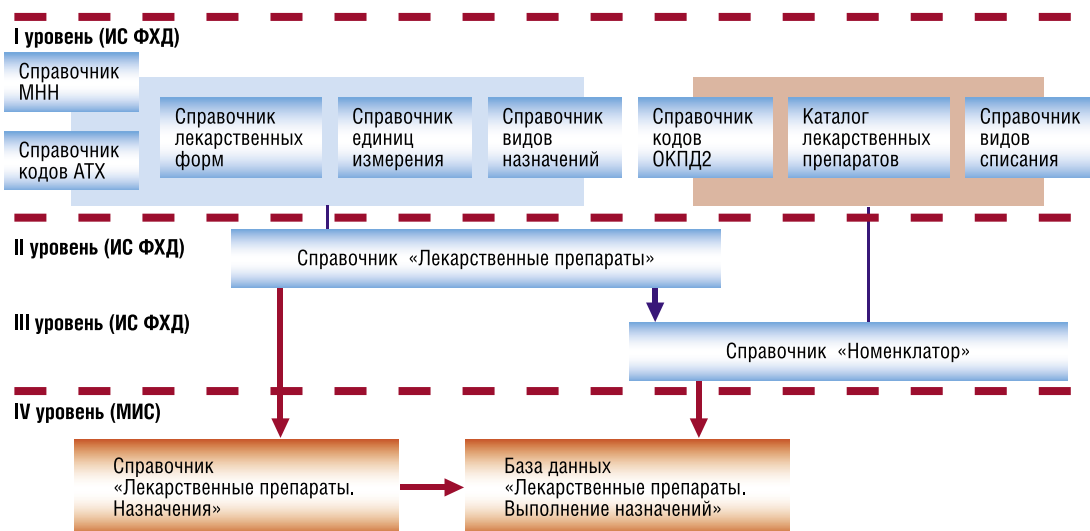 I уровень (ИС ФХД)
Справочник
МНН
Справочник
кодов АТХ
Справочник
лекарственных
форм
Справочник
единиц
измерения
Справочник
видов
назначений
Справочник
кодов
ОКПД2
Каталог
лекарственных
препаратов
Справочник
видов
списания
II уровень (ИС ФХД)
Справочник «Лекарственные препараты»
III уровень (ИС ФХД)
Справочник «Номенклатор»
IV уровень (МИС)
Справочник
«Лекарственные препараты.
Назначения»
База данных
«Лекарственные препараты.
Выполнение назначений»